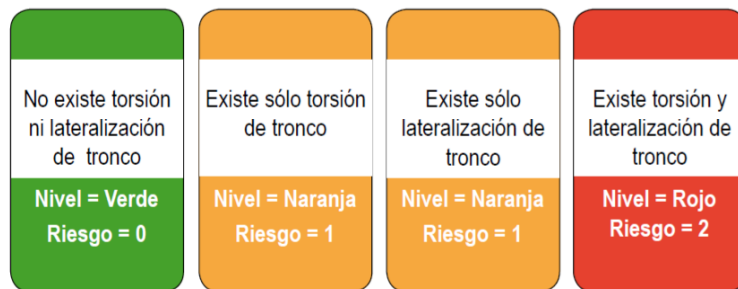 No existe torsión
ni lateralización
de tronco
Nivel = Verde
Riesgo = 0
Existe sólo torsión
de tronco
Nivel = Naranja
Riesgo = 1
Existe sólo
lateralización de
tronco
Nivel = Naranja
Riesgo = 1
Existe torsión y
lateralización de
tronco
Nivel = Rojo
Riesgo = 2